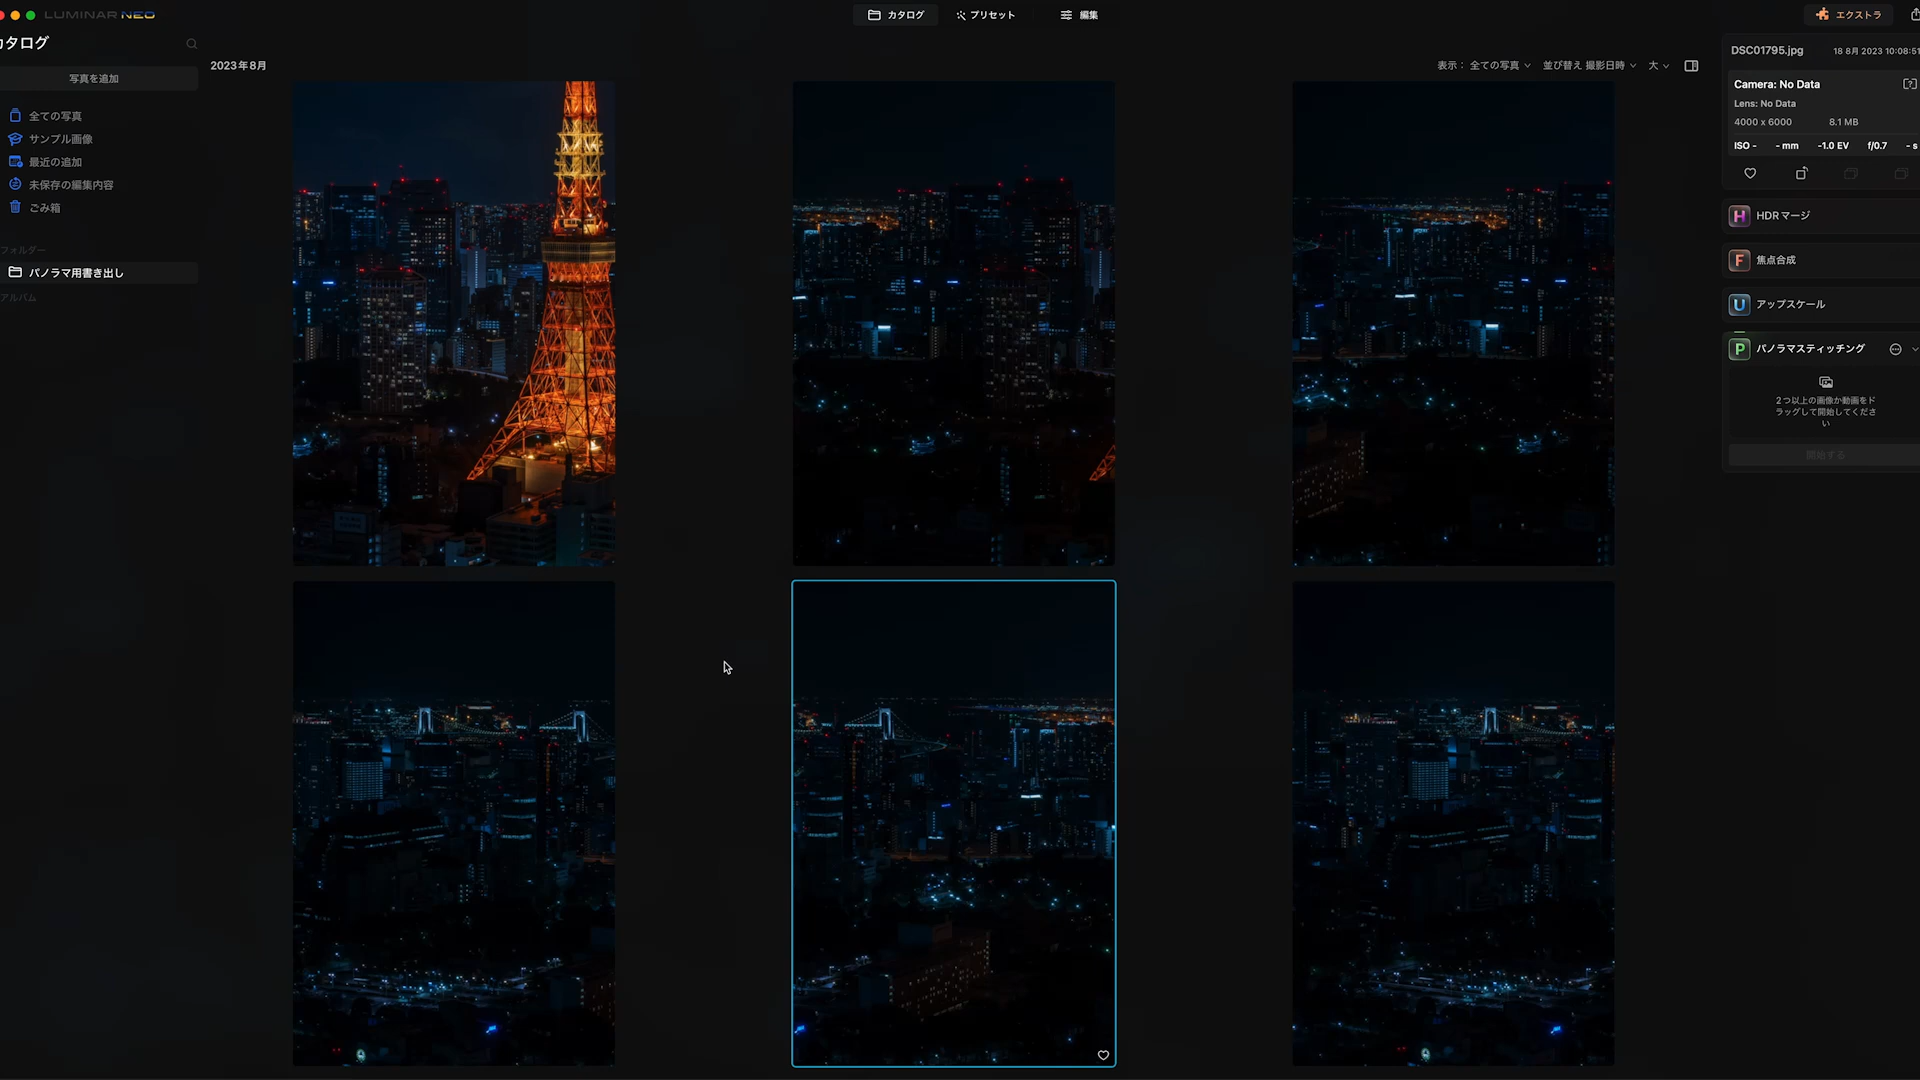 LUMINAR NEO
カタログ
プリセット
編集
エクストラ
カタログ
写真を追加
全ての写真
サンプル画像
最近の追加
未保存の編集内容
ごみ箱
フォルダー
パノラマ用書き出し
アルバム
2023年8月
表示： 全ての写真
並び替え 撮影日時
大
DSC01795.jpg
18 8月 2023 10:08:51
Camera: No Data
Lens: No Data
4000 x 6000
8.1 MB
ISO -
- mm
-1.0 EV
f/0.7
- s
H HDRマージ
F 焦点合成
U アップスケール
P パノラマスティッチング
2つ以上の画像か動画をド
ラッグして開始してくださ
い
開始する